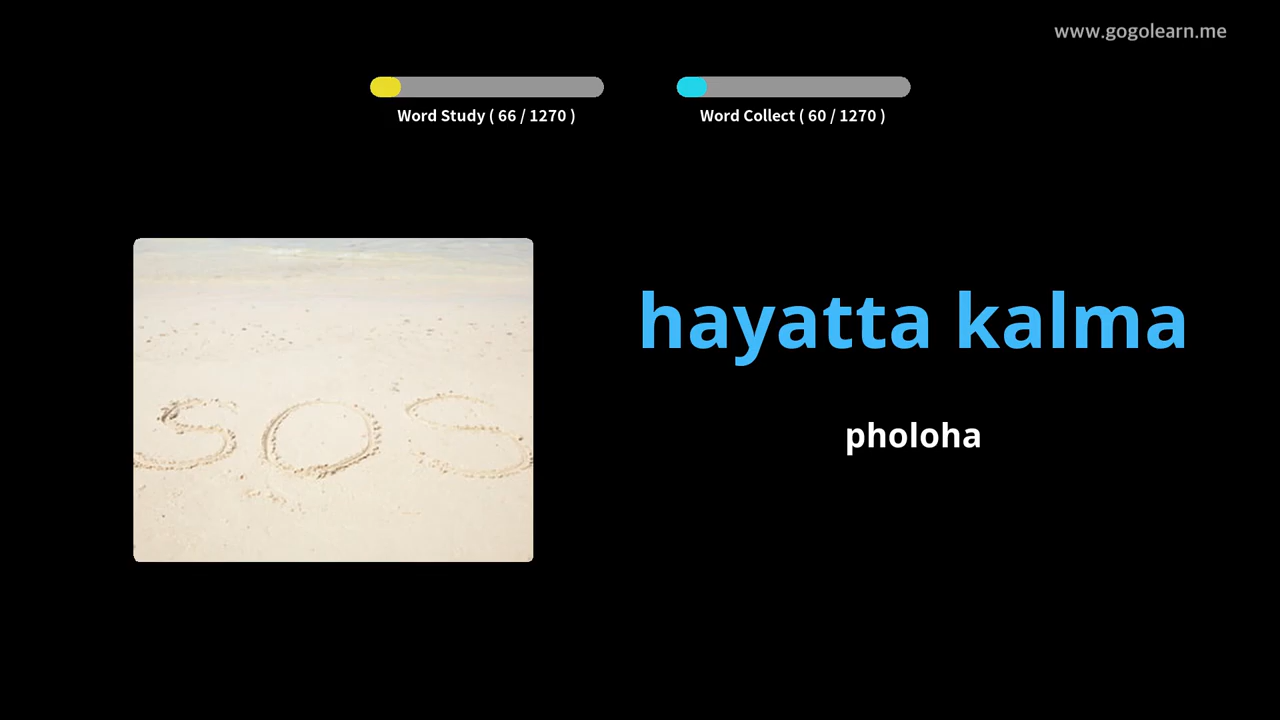 www.gogolearn.me
Word Study ( 66 / 1270 )
Word Collect ( 60 / 1270 )
SOS
hayatta kalma
pholoha